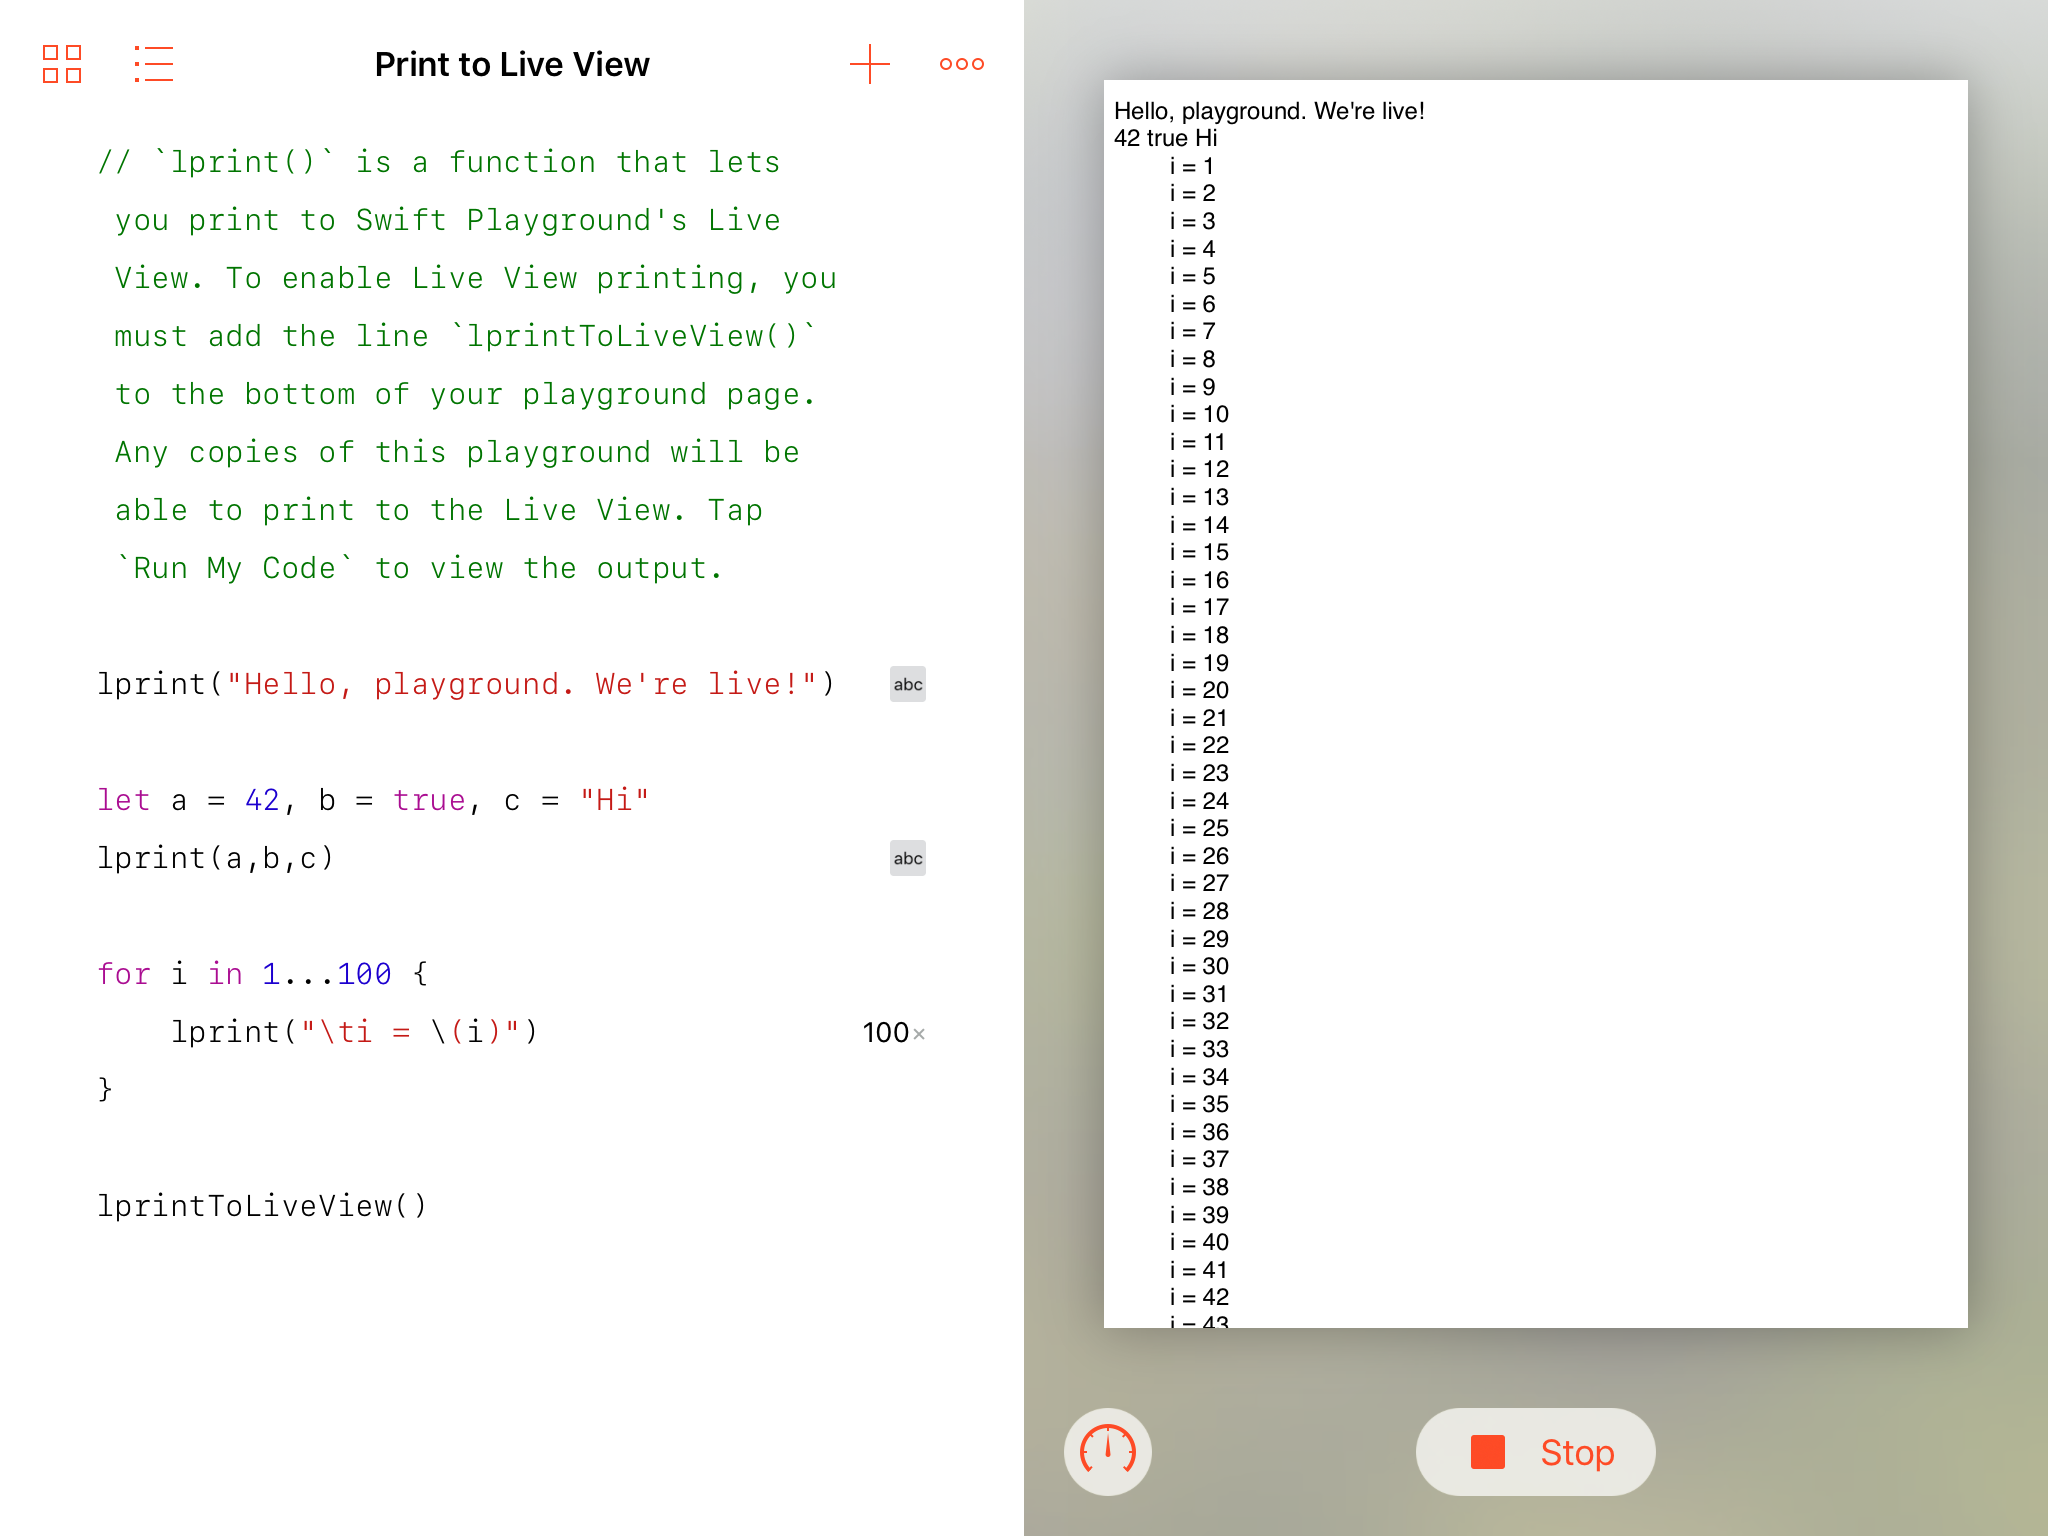 Print to Live View
// `lprint()` is a function that lets
you print to Swift Playground's Live
View. To enable Live View printing, you
must add the line `lprintToLiveView()`
to the bottom of your playground page.
Any copies of this playground will be
able to print to the Live View. Tap
`Run My Code` to view the output.
lprint("Hello, playground. We're live!") abc
let a = 42, b = true, c = "Hi"
lprint(a,b,c) abc
for i in 1...100 {
lprint("\ti = \(i)") 100×
}
lprintToLiveView()
Hello, playground. We're live!
42 true Hi
i = 1
i = 2
i = 3
i = 4
i = 5
i = 6
i = 7
i = 8
i = 9
i = 10
i = 11
i = 12
i = 13
i = 14
i = 15
i = 16
i = 17
i = 18
i = 19
i = 20
i = 21
i = 22
i = 23
i = 24
i = 25
i = 26
i = 27
i = 28
i = 29
i = 30
i = 31
i = 32
i = 33
i = 34
i = 35
i = 36
i = 37
i = 38
i = 39
i = 40
i = 41
i = 42
i = 43
Stop